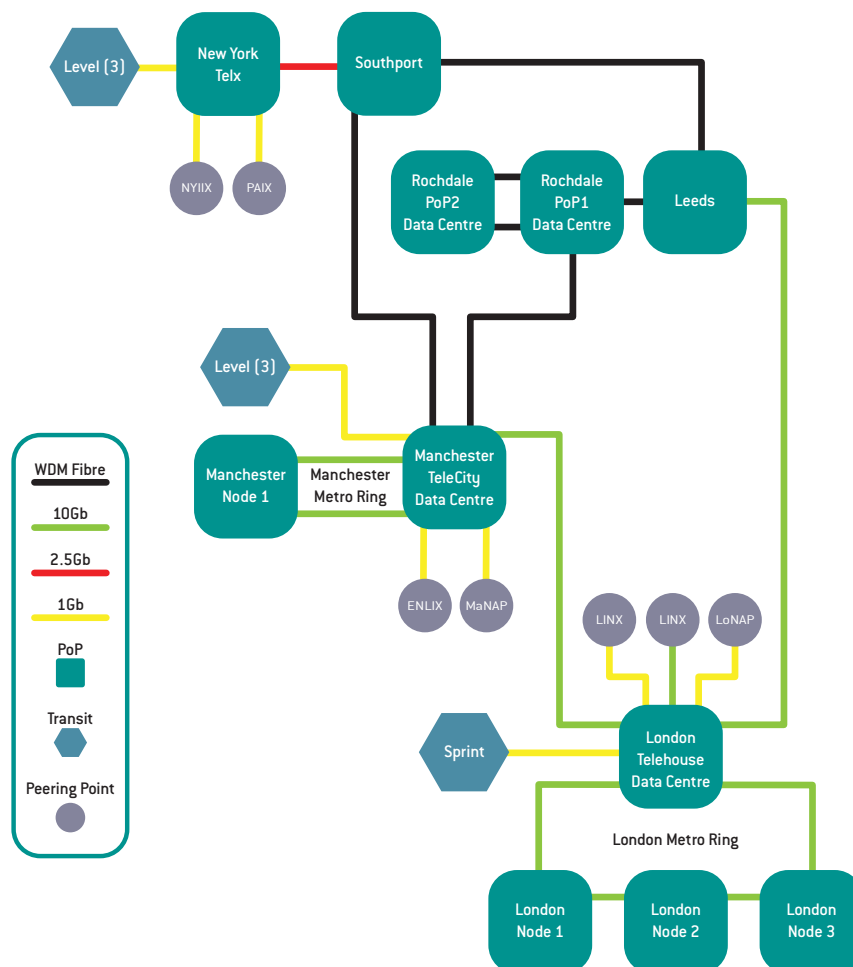 New York
Telx
Level (3)
Southport
NYIIX
PAIX
Rochdale
PoP2
Data Centre
Rochdale
PoP1
Data Centre
Leeds
Level (3)
Manchester
Node 1
Manchester
Metro Ring
Manchester
TeleCity
Data Centre
ENLIX
MaNAP
WDM Fibre
10Gb
2.5Gb
1Gb
PoP
Transit
Peering Point
LINX
LINX
LoNAP
Sprint
London
Telehouse
Data Centre
London Metro Ring
London
Node 1
London
Node 2
London
Node 3